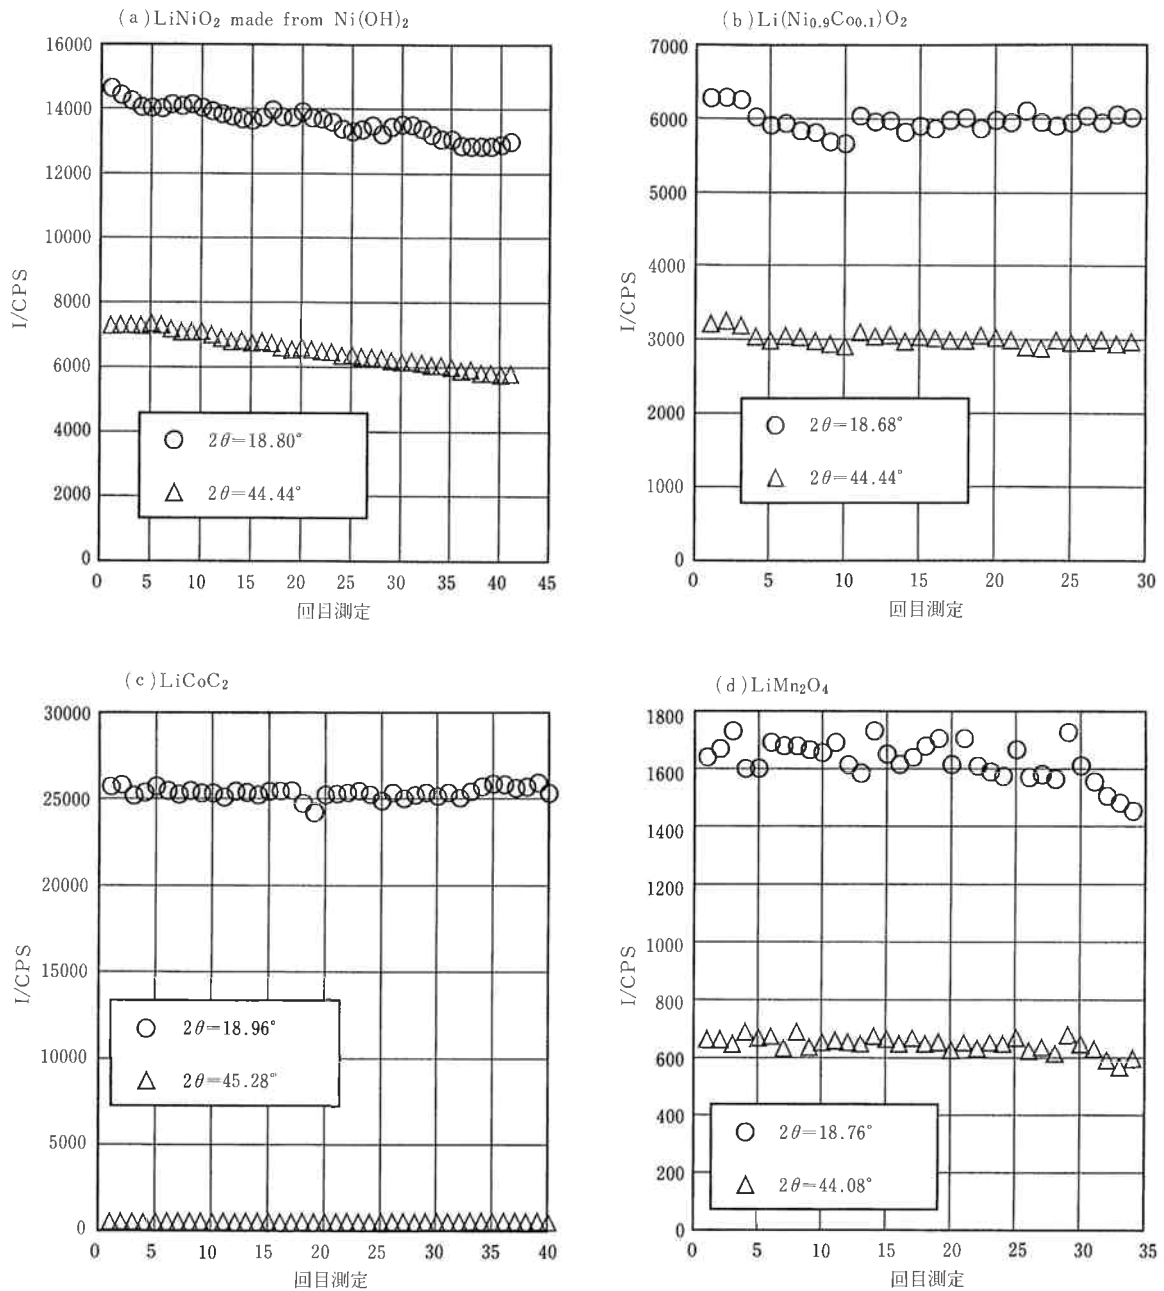 (a) LiNiO₂ made from Ni(OH)₂
16000
14000
12000
10000
8000
6000
4000
2000
0
I/CPS
○ 2θ=18.80°
△ 2θ=44.44°
0 5 10 15 20 25 30 35 40 45
回目測定
(b) Li(Ni₀.₉Co₀.₁)O₂
7000
6000
5000
4000
3000
2000
1000
0
I/CPS
○ 2θ=18.68°
△ 2θ=44.44°
0 5 10 15 20 25 30
回目測定
(c) LiCoC₂
30000
25000
20000
15000
10000
5000
0
I/CPS
○ 2θ=18.96°
△ 2θ=45.28°
0 5 10 15 20 25 30 35 40
回目測定
(d) LiMn₂O₄
1800
1600
1400
1200
1000
800
600
400
200
0
I/CPS
○ 2θ=18.76°
△ 2θ=44.08°
0 5 10 15 20 25 30 35
回目測定